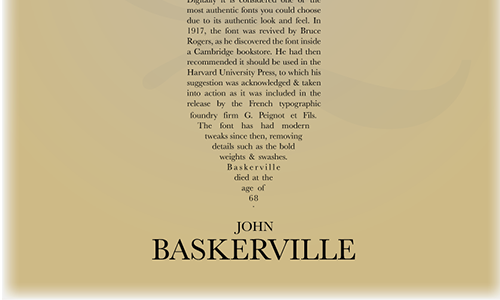 Digitally it is considered one of the
most authentic fonts you could choose
due to its authentic look and feel. In
1917, the font was revived by Bruce
Rogers, as he discovered the font inside
a Cambridge bookstore. He had then
recommended it should be used in the
Harvard University Press, to which his
suggestion was acknowledged & taken
into action as it was included in the
release by the French typographic
foundry firm G. Peignot et Fils.
The font has had modern
tweaks since then, removing
details such as the bold
weights & swashes.
Baskerville
died at the
age of
68
.
JOHN
BASKERVILLE